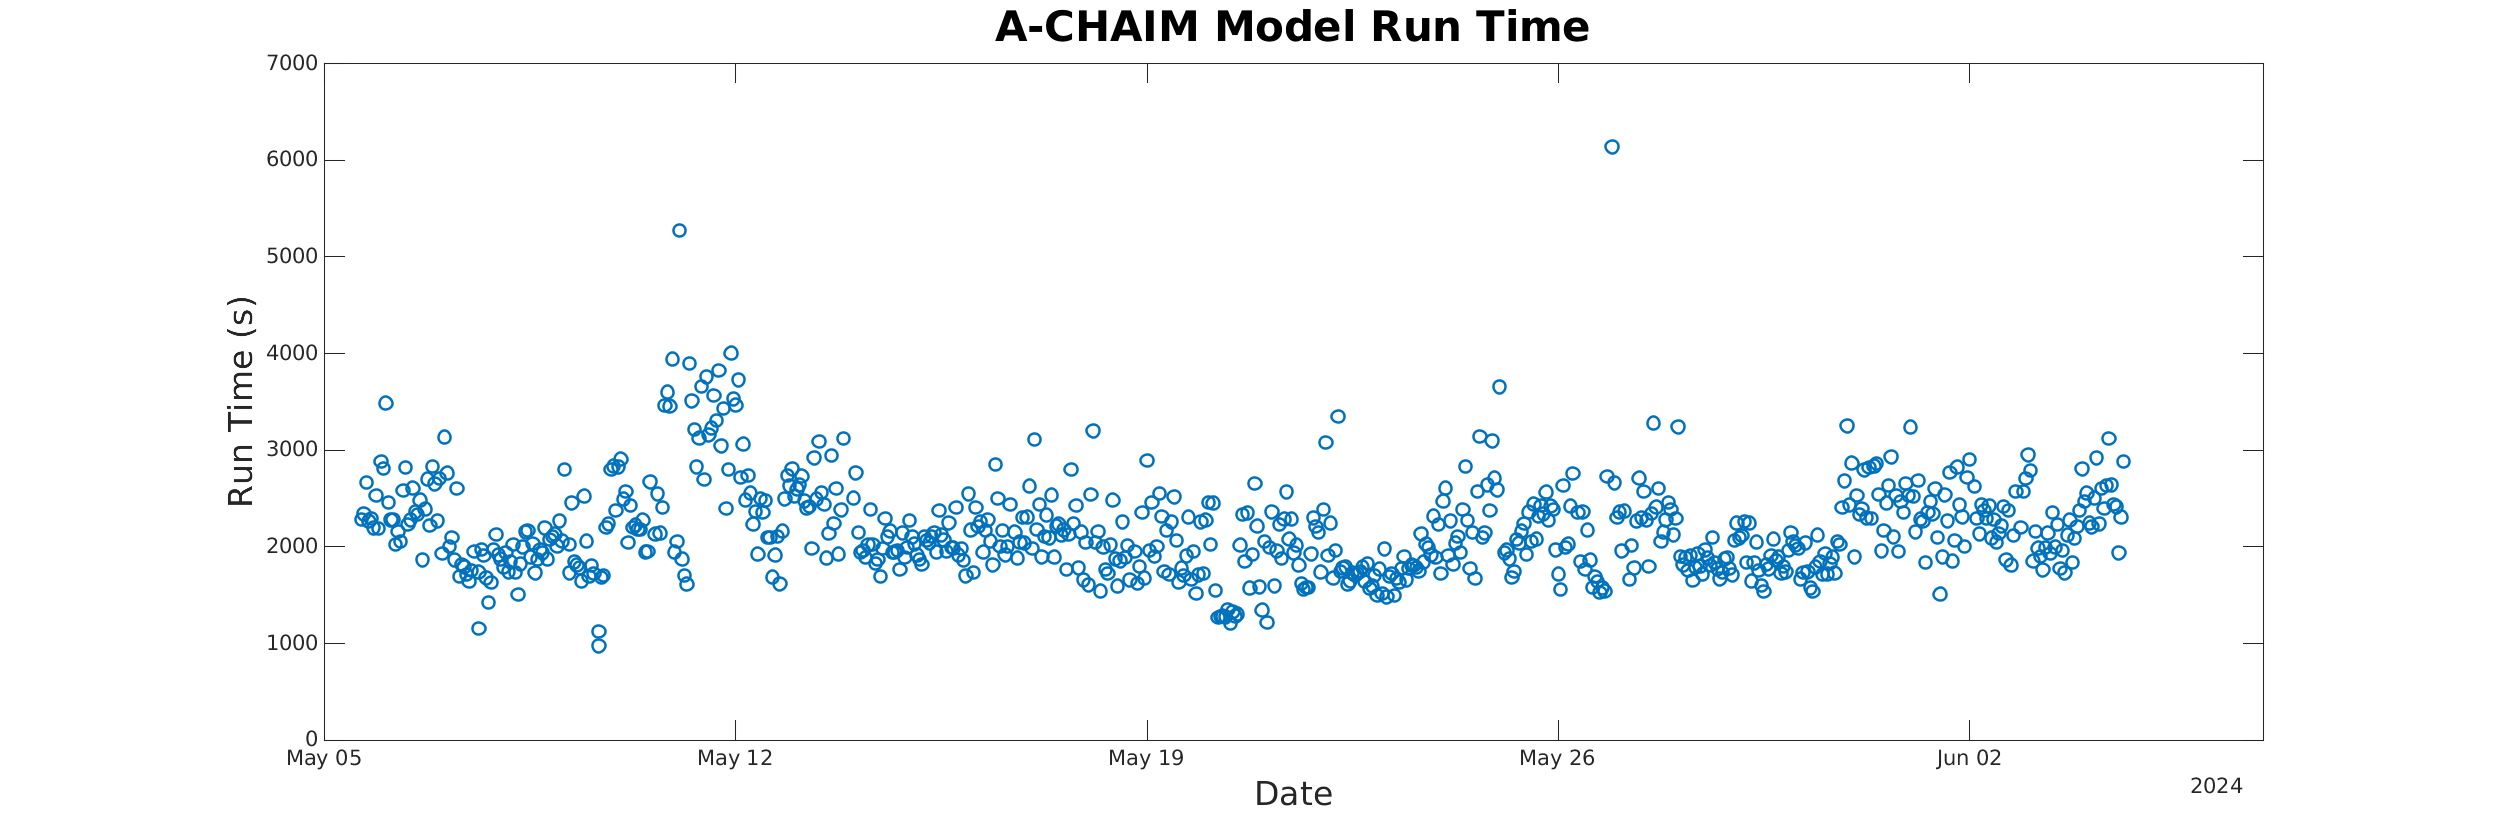 A-CHAIM Model Run Time
7000
6000
5000
4000
3000
2000
1000
0
Run Time (s)
May 05
May 12
May 19
May 26
Jun 02
2024
Date